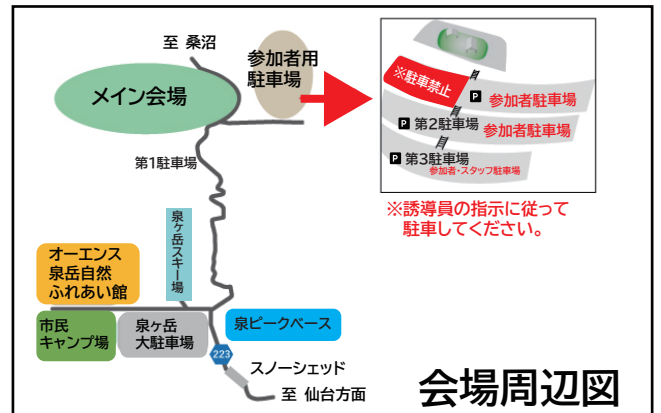 至 桑沼
参加者用
駐車場
メイン会場
第1駐車場
泉ヶ岳スキー場
オーエンス
泉岳自然
ふれあい館
市民
キャンプ場
泉ヶ岳
大駐車場
泉ピークベース
223
スノーシェッド
至 仙台方面
※駐車禁止
P 参加者駐車場
P 第2駐車場 参加者駐車場
P 第3駐車場
参加者・スタッフ駐車場
※誘導員の指示に従って
駐車してください。
会場周辺図